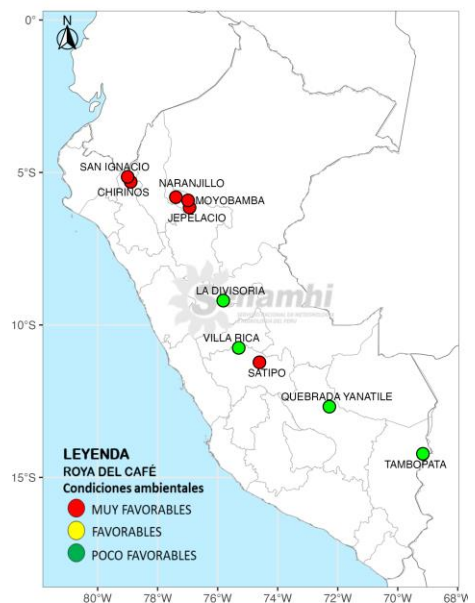 N
0°
5°S
10°S
15°S
SAN IGNACIO
CHIRINOS
NARANJILLO
MOYOBAMBA
JEPELACIO
LA DIVISORIA
Senamhi
VILLA RICA
SATIPO
QUEBRADA YANATILE
TAMBOPATA
LEYENDA
ROYA DEL CAFÉ
Condiciones ambientales
MUY FAVORABLES
FAVORABLES
POCO FAVORABLES
80°W 78°W 76°W 74°W 72°W 70°W 68°W